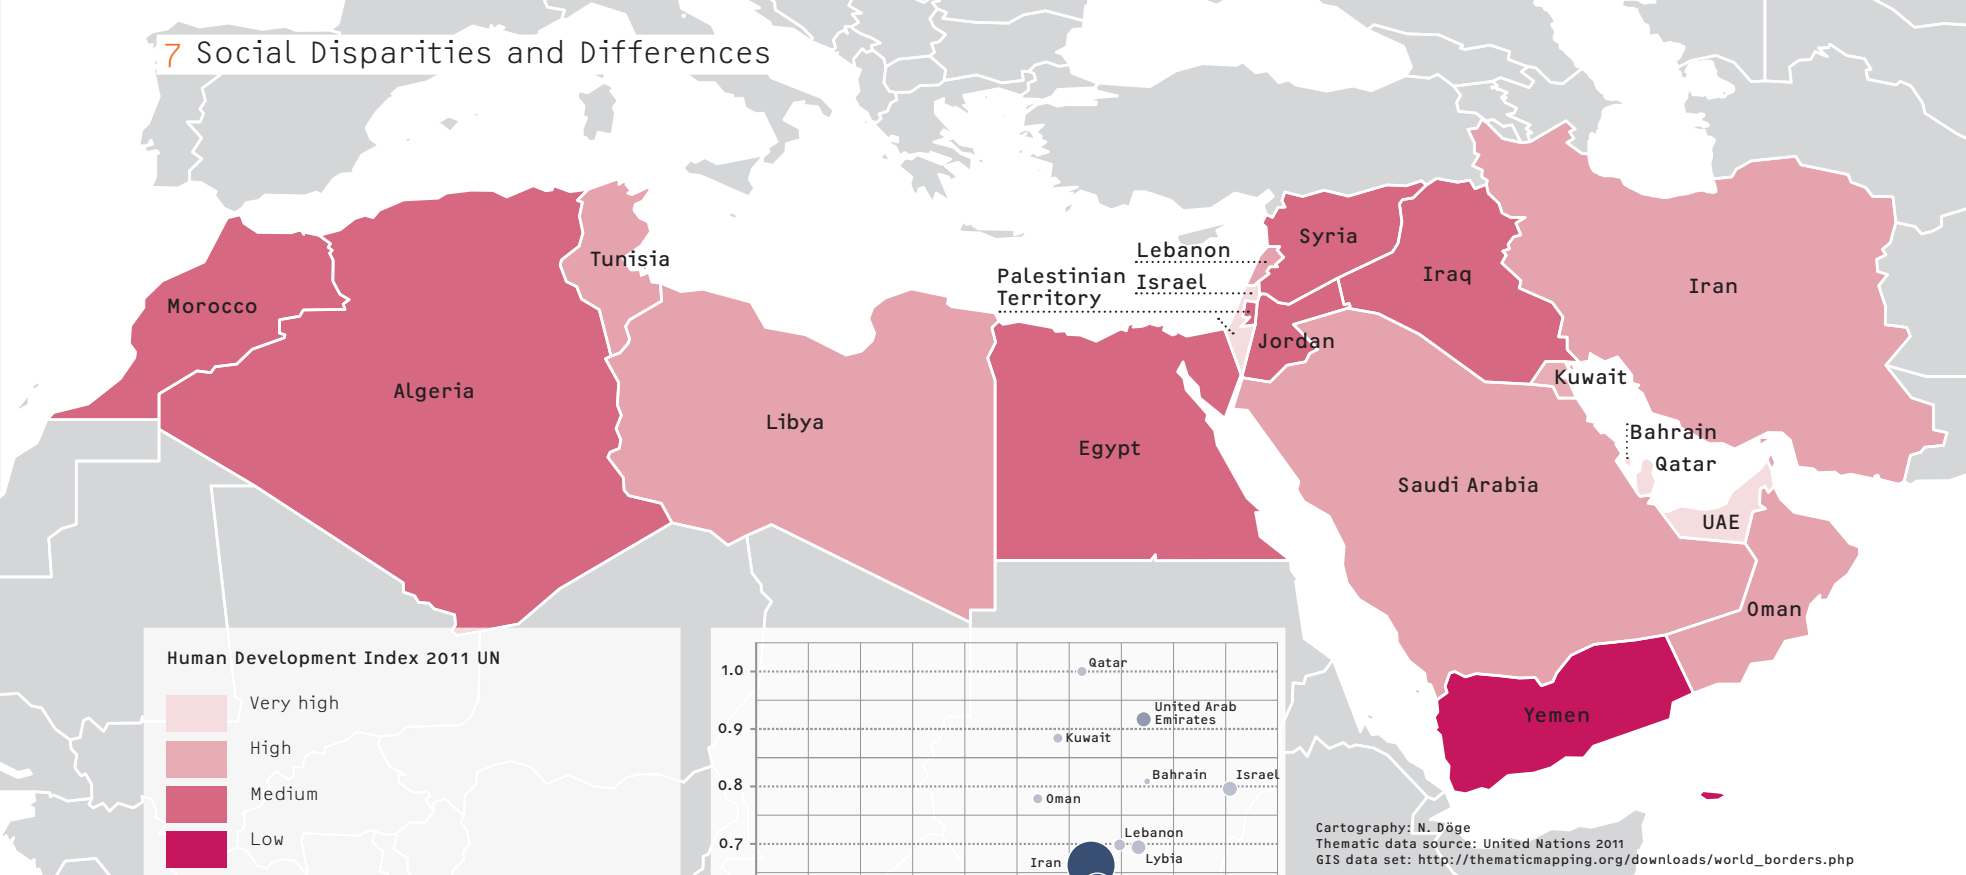 7 Social Disparities and Differences
Tunisia
Morocco
Algeria
Libya
Egypt
Lebanon
Palestinian
Territory
Israel
Syria
Iraq
Iran
Jordan
Kuwait
Bahrain
Qatar
Saudi Arabia
UAE
Oman
Yemen
Human Development Index 2011 UN
Very high
High
Medium
Low
1.0
0.9
0.8
0.7
Qatar
United Arab
Emirates
Kuwait
Bahrain
Israel
Oman
Lebanon
Lybia
Iran
Cartography: N. Döge
Thematic data source: United Nations 2011
GIS data set: http://thematicmapping.org/downloads/world_borders.php